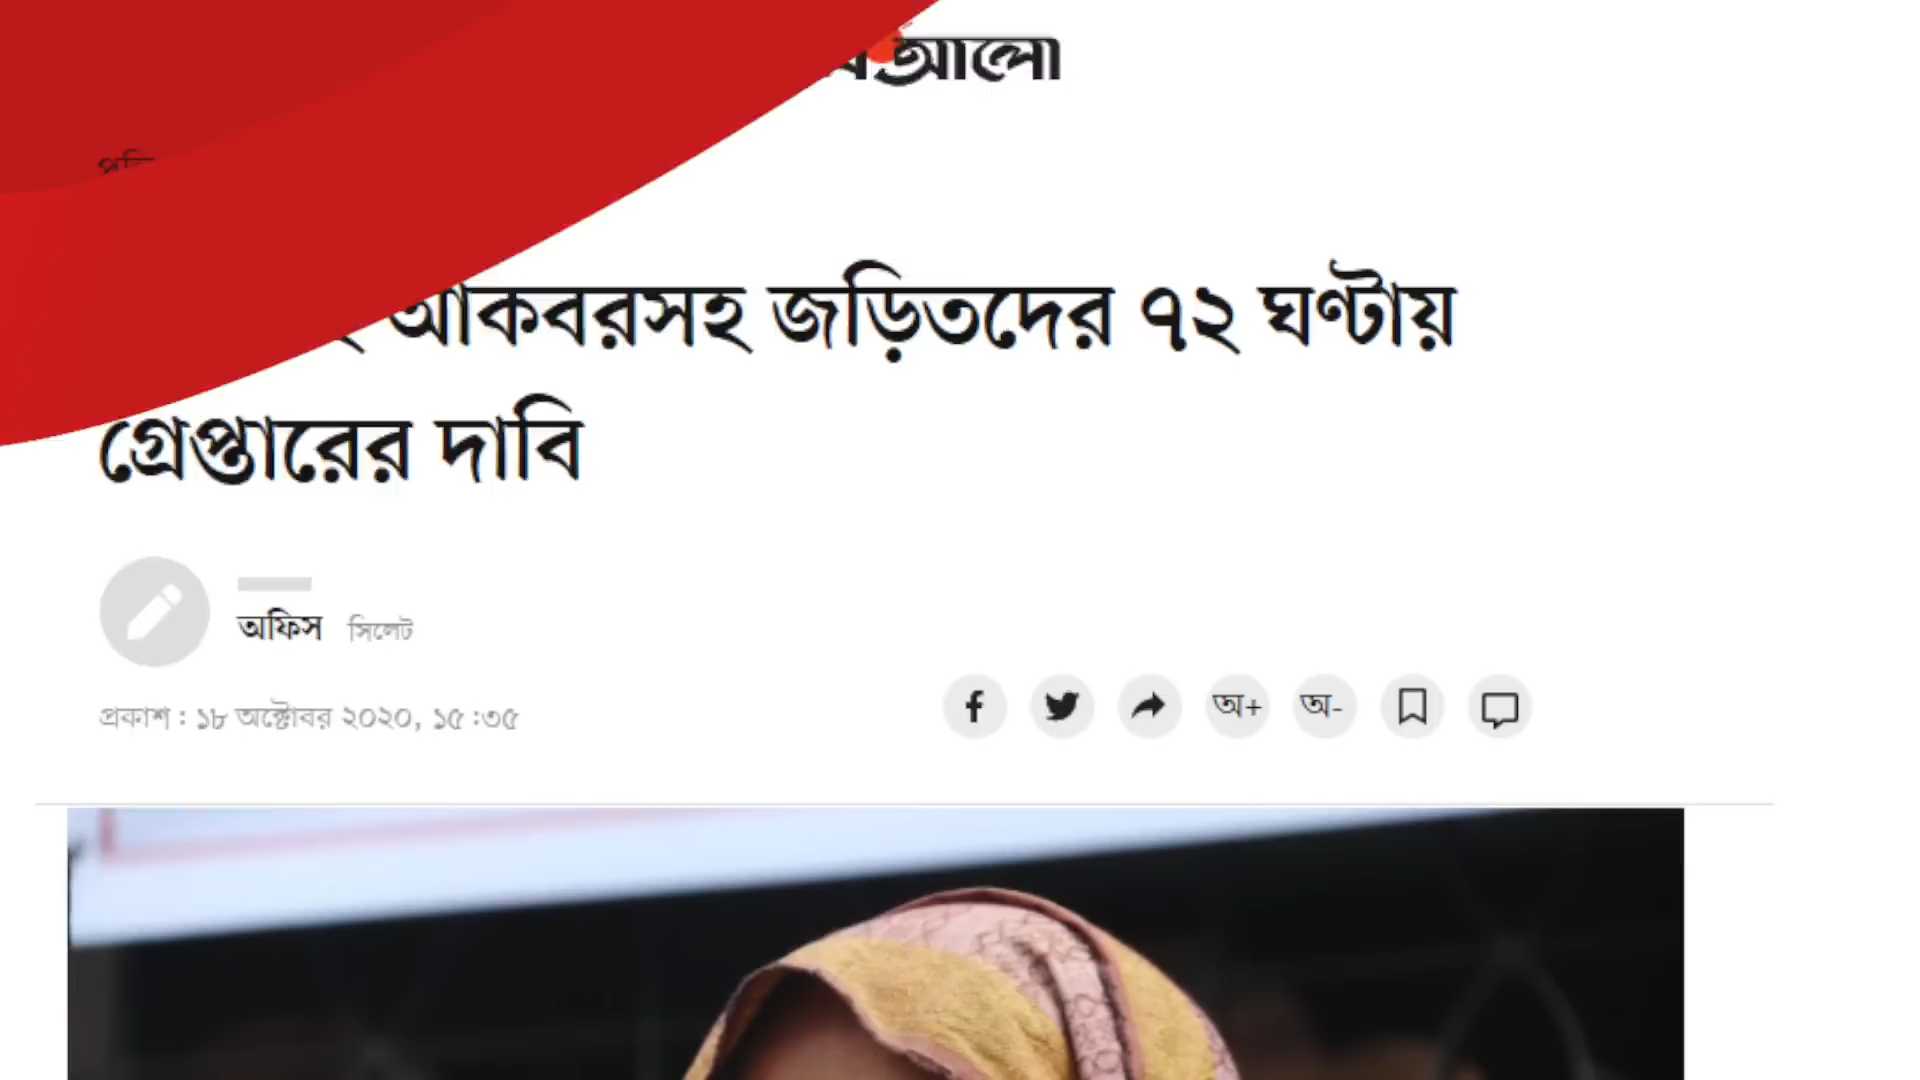 আলো
আকবরসহ জড়িতদের ৭২ ঘণ্টায়
গ্রেপ্তারের দাবি
অফিস সিলেট
প্রকাশ : ১৮ অক্টোবর ২০২০, ১৫ :৩৫
অ+ অ-